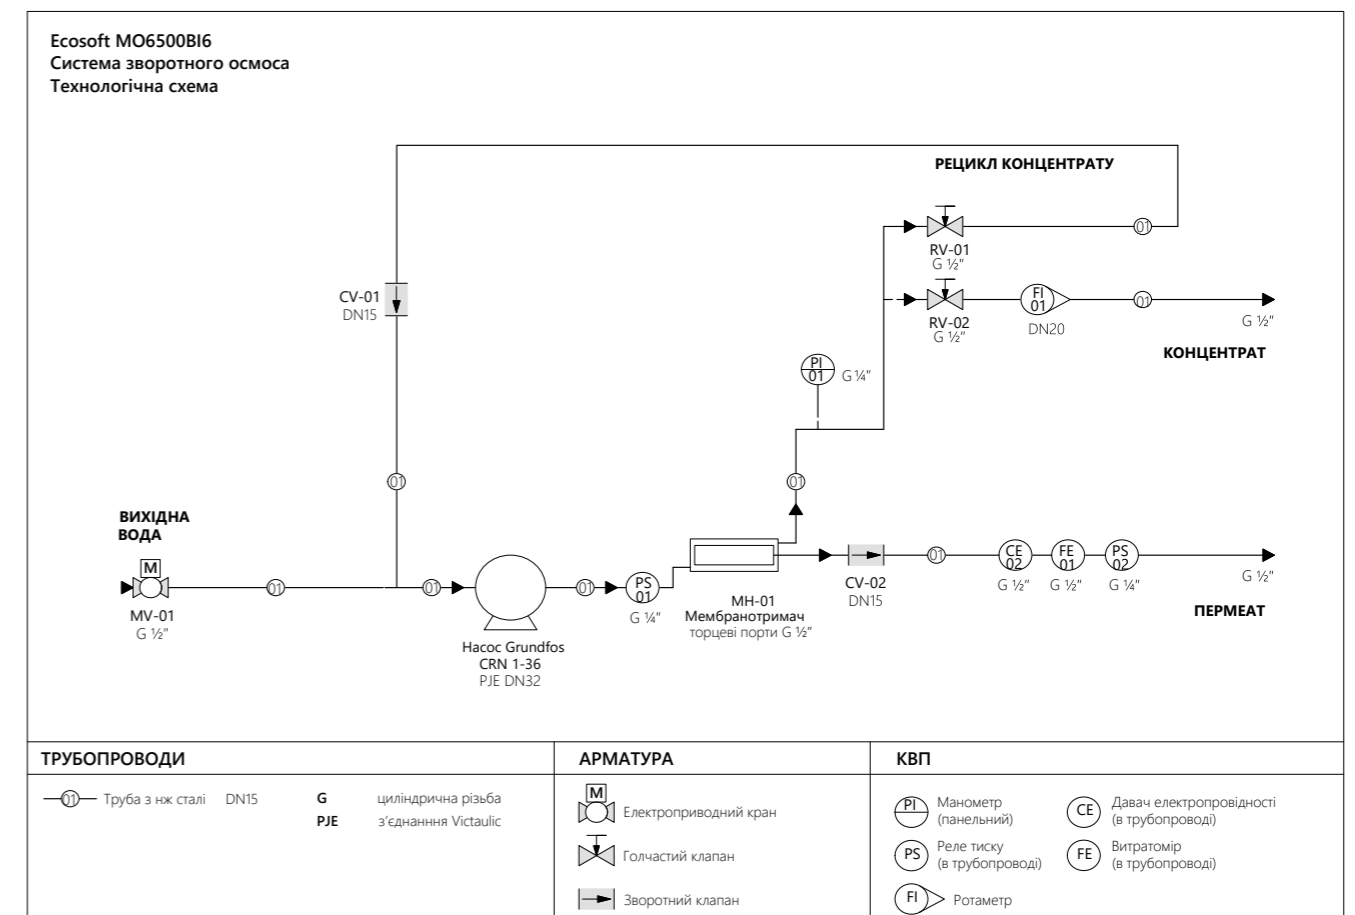 Ecosoft MO6500BI6
Система зворотного осмоса
Технологічна схема
РЕЦИКЛ КОНЦЕНТРАТУ
01
RV-01
G ½"
CV-01
DN15
FI
01
01
RV-02
G ½"
DN20
G ½"
КОНЦЕНТРАТ
PI
01
G ¼"
01
01
ВИХІДНА
ВОДА
M
MV-01
G ½"
01
01
Насос Grundfos
CRN 1-36
PJE DN32
01
PS
01
G ¼"
MH-01
Мембранотримач
торцеві порти G ½"
CV-02
DN15
01
CE
02
G ½"
FE
01
G ½"
PS
02
G ¼"
G ½"
ПЕРМЕАТ
ТРУБОПРОВОДИ
01 Труба з нж сталі DN15
G циліндрична різьба
PJE з'єднанння Victaulic
АРМАТУРА
M
Електроприводний кран
Голчастий клапан
Зворотний клапан
КВП
PI
Манометр
(панельний)
PS
Реле тиску
(в трубопроводі)
FI
Ротаметр
CE
Давач електропровідності
(в трубопроводі)
FE
Витратомір
(в трубопроводі)